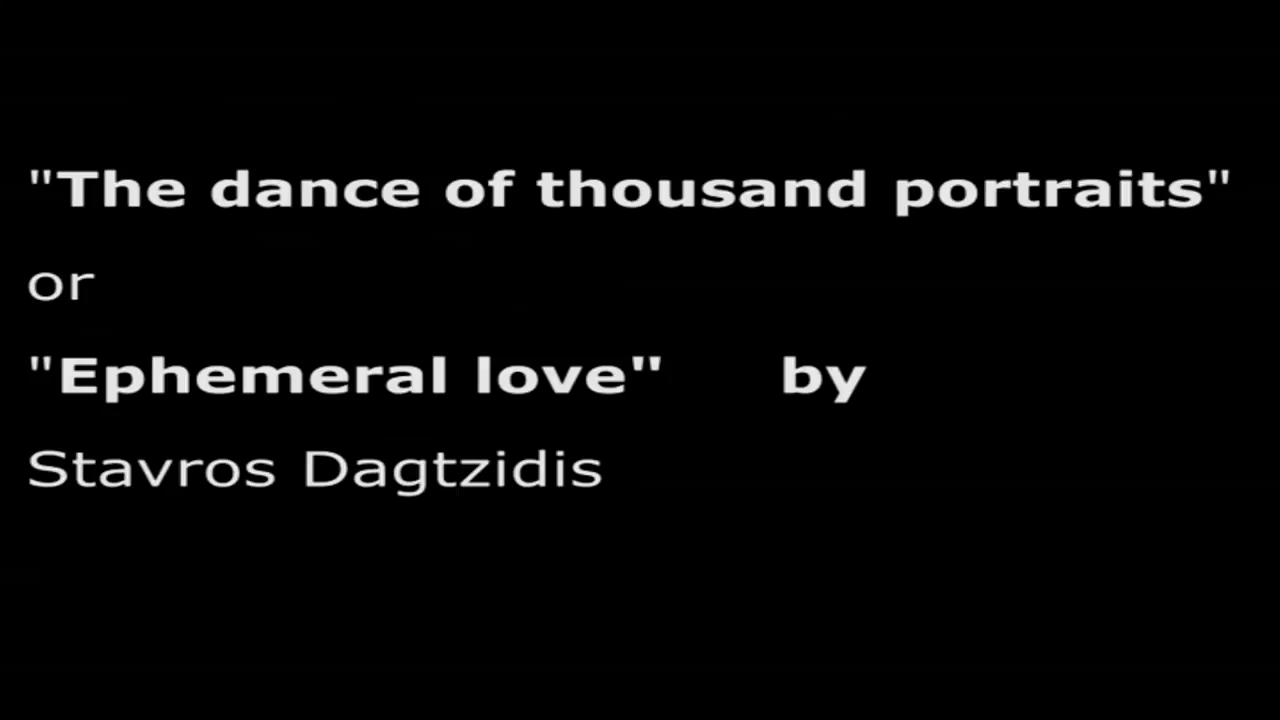 "The dance of thousand portraits"
or
"Ephemeral love" by
Stavros Dagtzidis